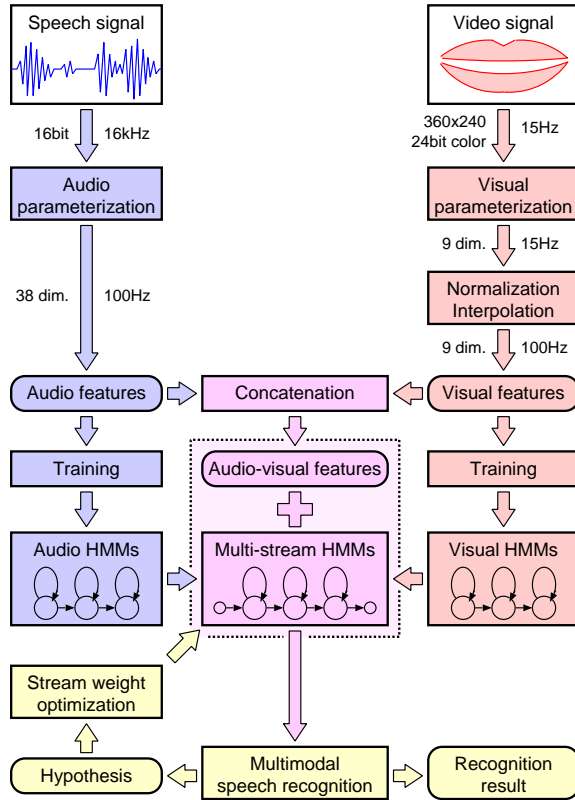 Speech signal
Video signal
16bit
16kHz
360x240
24bit color
15Hz
Audio
parameterization
Visual
parameterization
9 dim.
15Hz
38 dim.
100Hz
Normalization
Interpolation
9 dim.
100Hz
Audio features
Concatenation
Visual features
Training
Audio-visual features
Training
Audio HMMs
Multi-stream HMMs
Visual HMMs
Stream weight
optimization
Hypothesis
Multimodal
speech recognition
Recognition
result